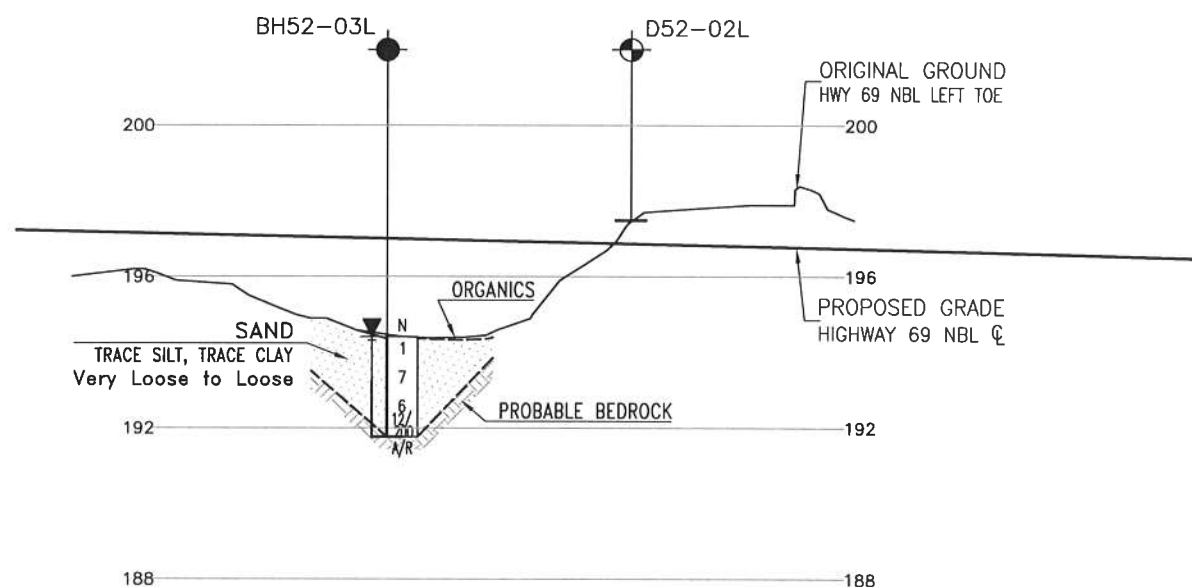 BH52-03L
D52-02L
ORIGINAL GROUND
HWY 69 NBL LEFT TOE
200
200
196
196
ORGANICS
PROPOSED GRADE
HIGHWAY 69 NBL ℄
SAND
TRACE SILT, TRACE CLAY
Very Loose to Loose
N
1
7
6
12/
A/R
PROBABLE BEDROCK
192
192
188
188